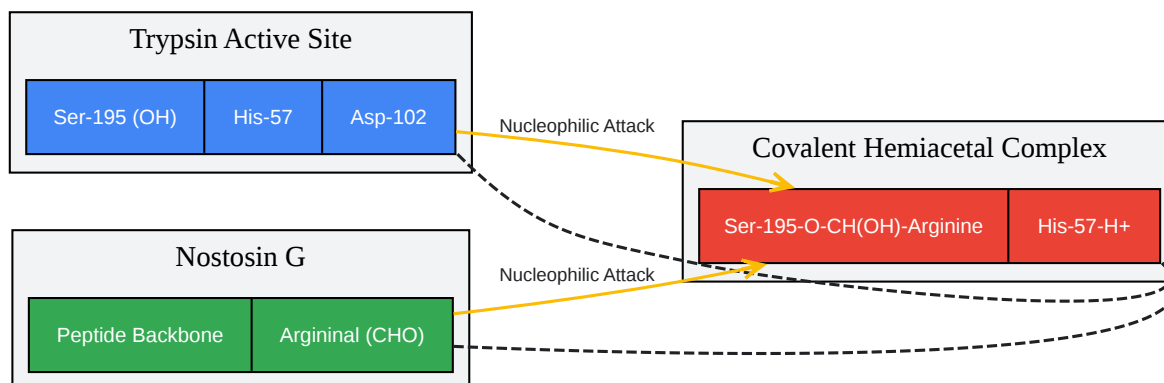 Trypsin Active Site
Ser-195 (OH)
His-57
Asp-102
Nucleophilic Attack
Covalent Hemiacetal Complex
Ser-195-O-CH(OH)-Arginine
His-57-H+
Nostosin G
Nucleophilic Attack
Peptide Backbone
Argininal (CHO)